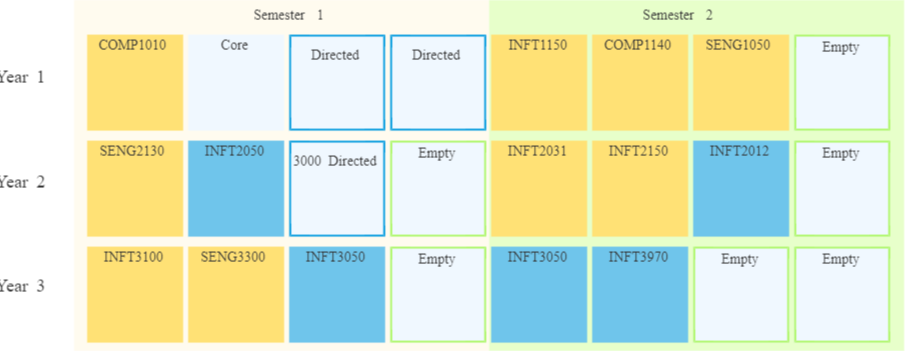 Semester 1 Semester 2
Year 1
COMP1010 Core Directed Directed INFT1150 COMP1140 SENG1050 Empty
Year 2
SENG2130 INFT2050 3000 Directed Empty INFT2031 INFT2150 INFT2012 Empty
Year 3
INFT3100 SENG3300 INFT3050 Empty INFT3050 INFT3970 Empty Empty